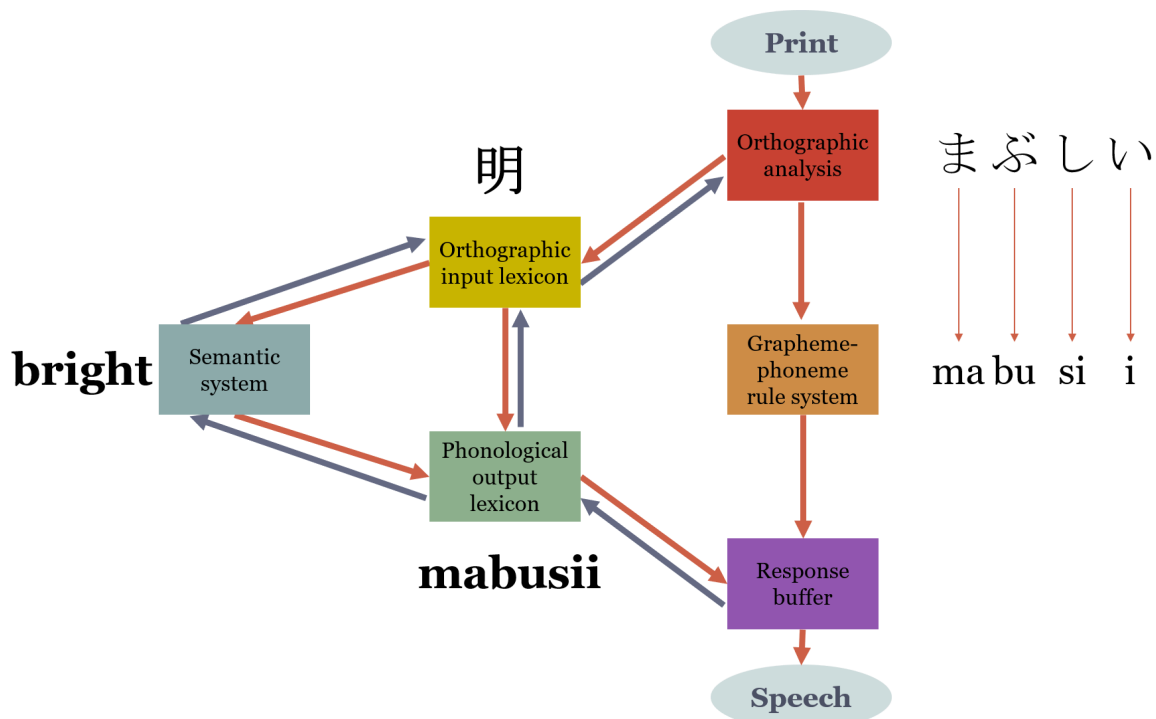 Print
Orthographic
analysis
ま ぶ し い
明
Orthographic
input lexicon
bright
Semantic
system
Grapheme-
phoneme
rule system
ma bu si i
Phonological
output
lexicon
mabusii
Response
buffer
Speech